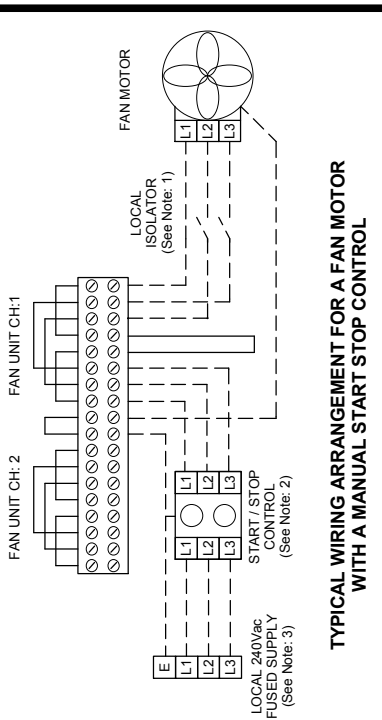 FAN UNIT CH: 2
FAN UNIT CH:1
FAN MOTOR
LOCAL
ISOLATOR
(See Note: 1)
L1
L2
L3
E
L1
L2
L3
L1
L2
L3
L1
L2
L3
LOCAL 240Vac
FUSED SUPPLY
(See Note: 3)
START / STOP
CONTROL
(See Note: 2)
TYPICAL WIRING ARRANGEMENT FOR A FAN MOTOR
WITH A MANUAL START STOP CONTROL